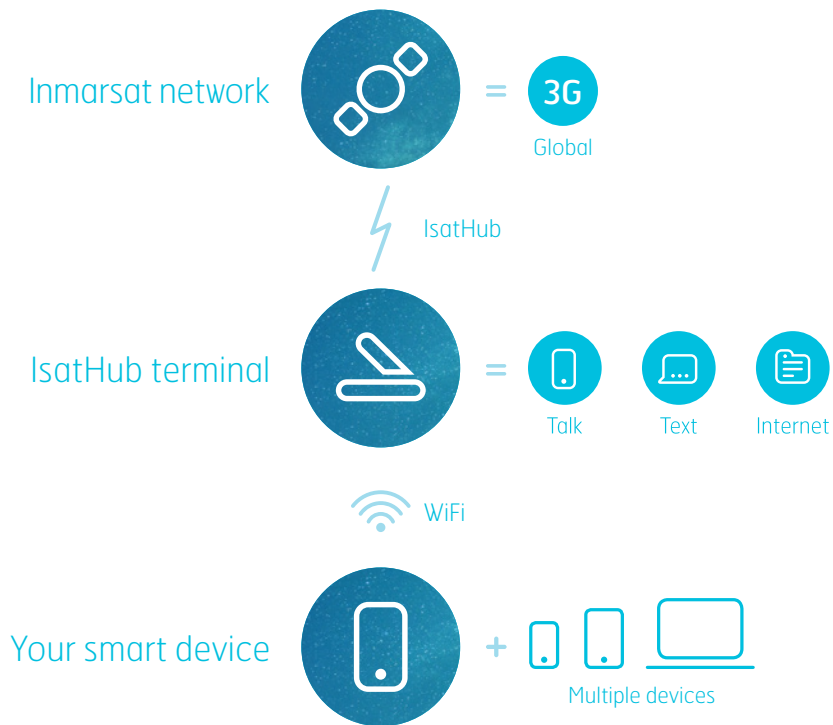 Inmarsat network
3G
Global
IsatHub
IsatHub terminal
Talk
Text
Internet
WiFi
Your smart device
Multiple devices